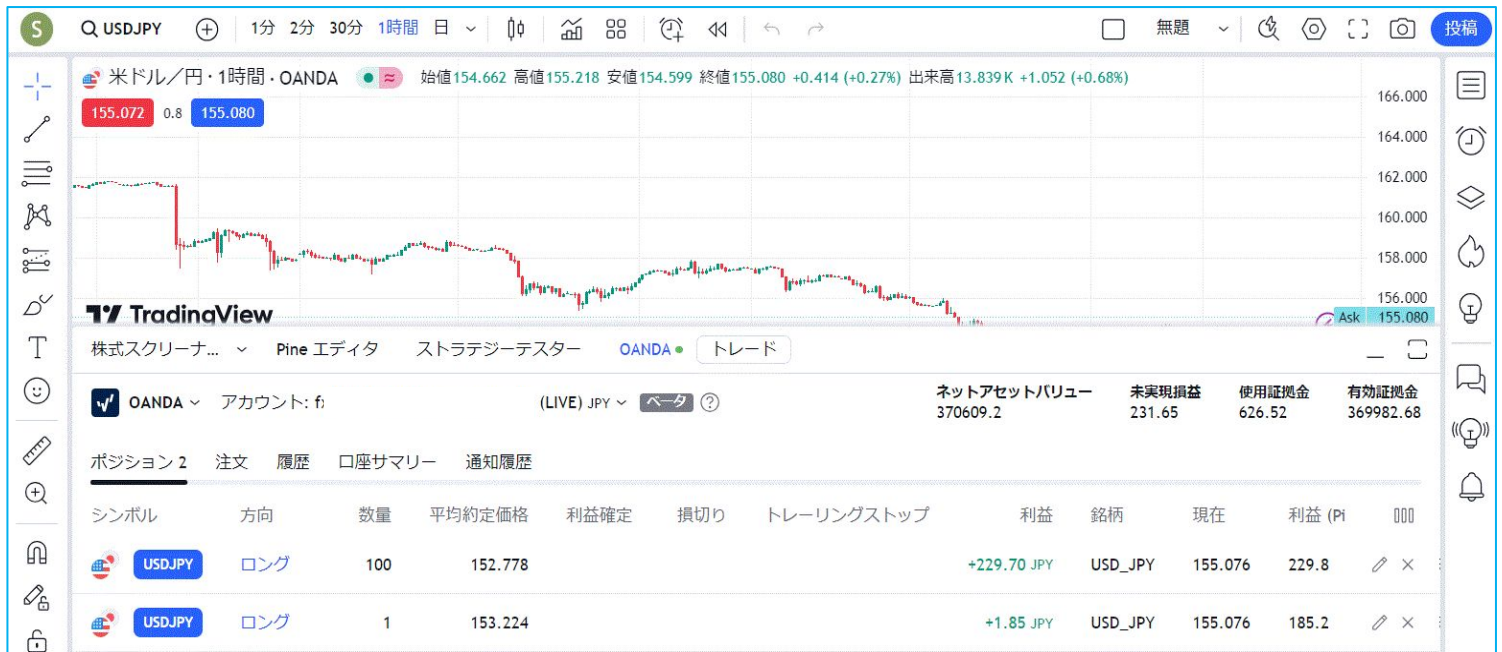 S USDJPY 1分 2分 30分 1時間 日 無題 投稿
米ドル／円・1時間・OANDA 始値154.662 高値155.218 安値154.599 終値155.080 +0.414 (+0.27%) 出来高13.839K +1.052 (+0.68%)
155.072 0.8 155.080
166.000
164.000
162.000
160.000
158.000
156.000
TradingView
Ask 155.080
株式スクリーナ... Pine エディタ ストラテジーテスター OANDA トレード
OANDA アカウント: (LIVE) JPY ベータ ?
ネットアセットバリュー 未実現損益 使用証拠金 有効証拠金
370609.2 231.65 626.52 369982.68
ポジション 2 注文 履歴 口座サマリー 通知履歴
シンボル 方向 数量 平均約定価格 利益確定 損切り トレーリングストップ 利益 銘柄 現在 利益 (Pi
USDJPY ロング 100 152.778 +229.70 JPY USD_JPY 155.076 229.8
USDJPY ロング 1 153.224 +1.85 JPY USD_JPY 155.076 185.2